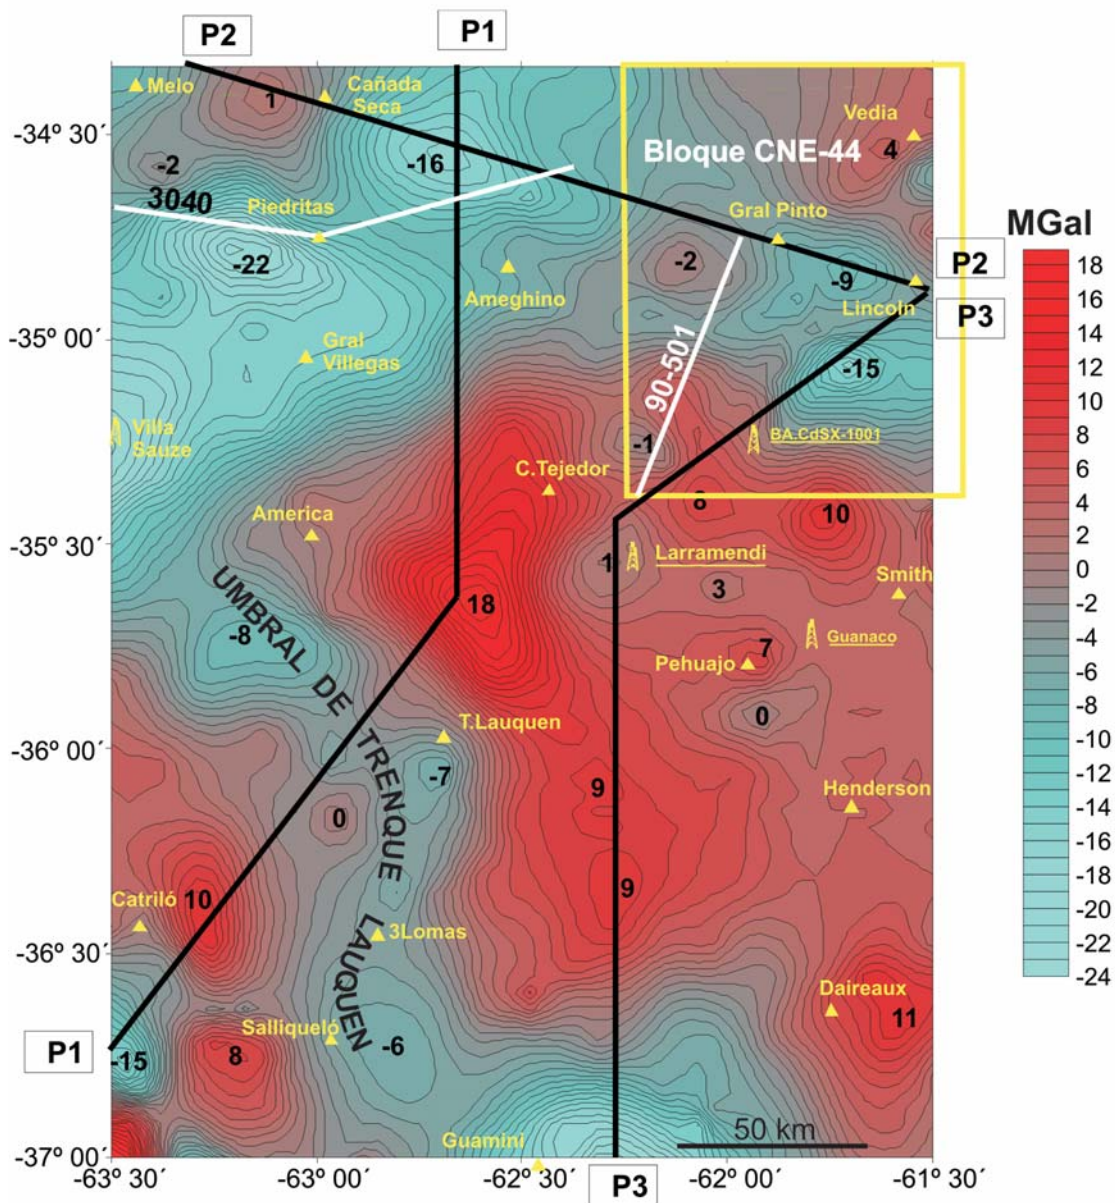 P2
P1
Melo
Cañada
Seca
1
Vedia
-34º 30´
-16
Bloque CNE-44
4
-2
3040
Piedritas
Gral Pinto
MGal
-22
-2
-9
P2
Ameghino
Lincoln
P3
-35º 00´
Gral
Villegas
90-501
-15
Villa
Sauze
-1
BA.CdSX-1001
C.Tejedor
8
10
America
-35º 30´
1
Larramendi
3
Smith
18
UMBRAL DE TRENQUE LAUQUEN
-8
Guanaco
7
Pehuajo
0
T.Lauquen
-36º 00´
-7
9
Henderson
0
9
Catriló
10
3Lomas
-36º 30´
Daireaux
11
Salliqueló
-6
P1
-15
8
50 km
Guamini
-37º 00´
-63º 30´
-63º 00´
-62º 30´
-62º 00´
-61º 30´
P3
18
16
14
12
10
8
6
4
2
0
-2
-4
-6
-8
-10
-12
-14
-16
-18
-20
-22
-24